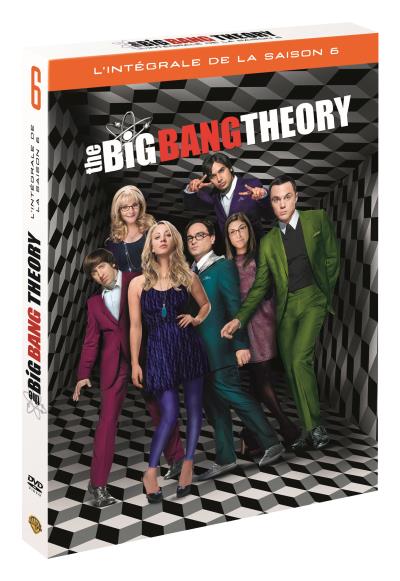 L'INTÉGRALE DE LA SAISON 6
the BIG BANG THEORY
6
L'INTÉGRALE DE
LA SAISON 6
the BIG BANG THEORY
DVD
VIDEO